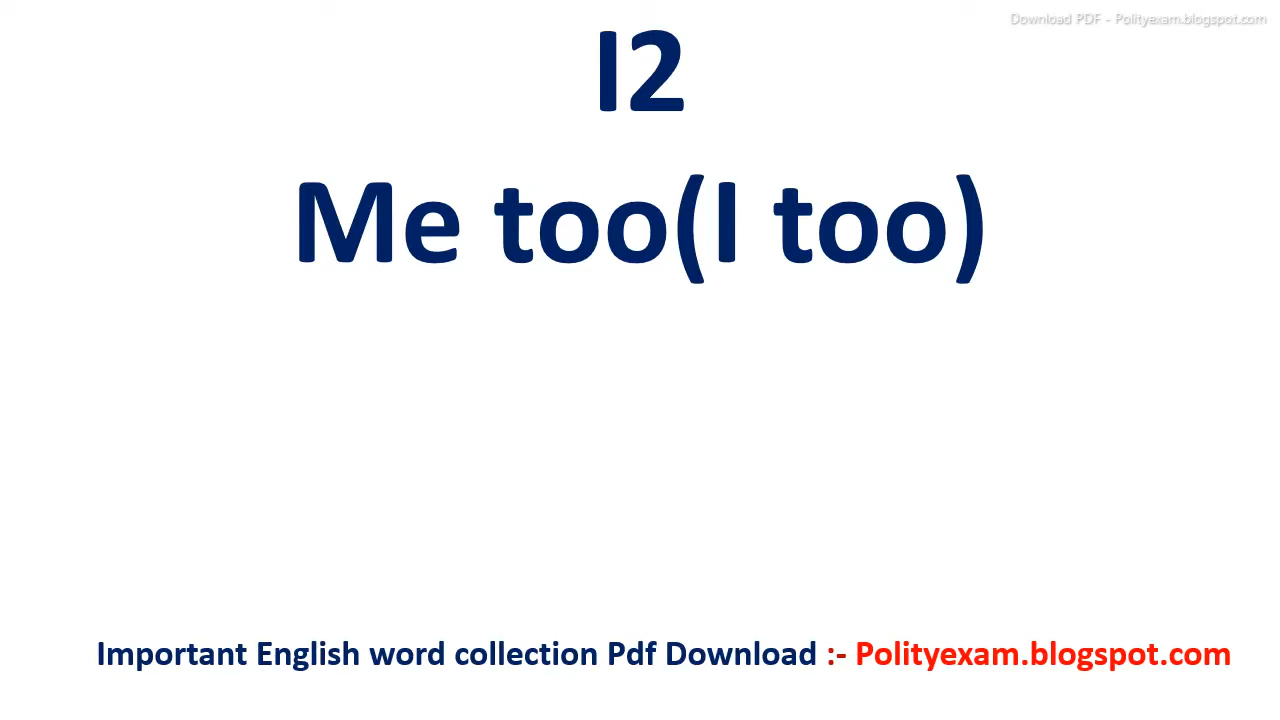 Download PDF - Polityexam.blogspot.com
I2
Me too(I too)
Important English word collection Pdf Download :- Polityexam.blogspot.com